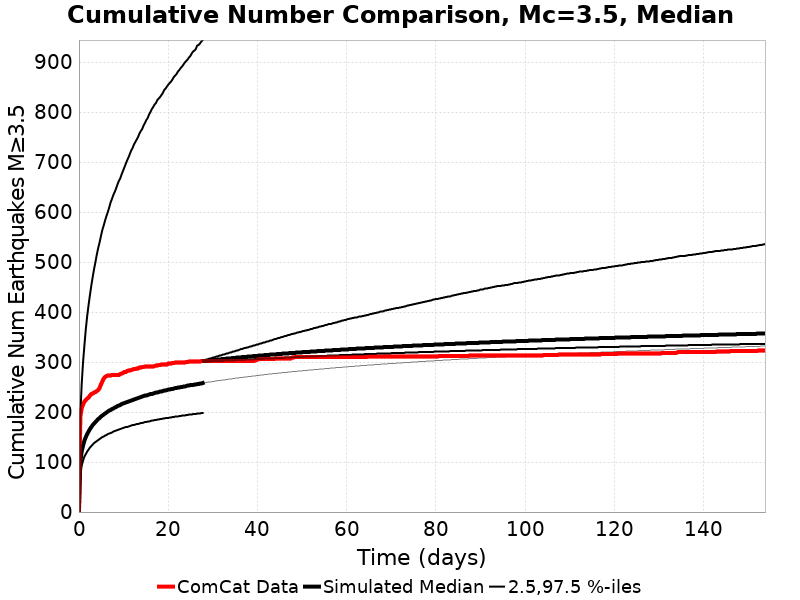 Cumulative Number Comparison, Mc=3.5, Median
Cumulative Num Earthquakes M≥3.5
900
800
700
600
500
400
300
200
100
0
0 20 40 60 80 100 120 140
Time (days)
ComCat Data Simulated Median 2.5,97.5 %-iles